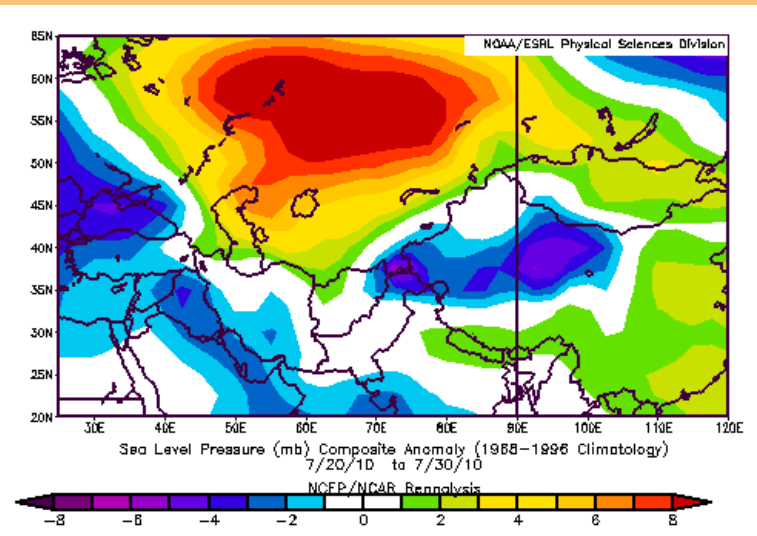 65N
NOAA/ESRL Physical Sciences Division
60N
55N
50N
45N
40N
35N
30N
25N
20N
30E 40E 50E 60E 70E 80E 90E 100E 110E 120E
Sea Level Pressure (mb) Composite Anomaly (1968-1996 Climatology)
7/20/10 to 7/30/10
NCEP/NCAR Reanalysis
-8 -6 -4 -2 0 2 4 6 8